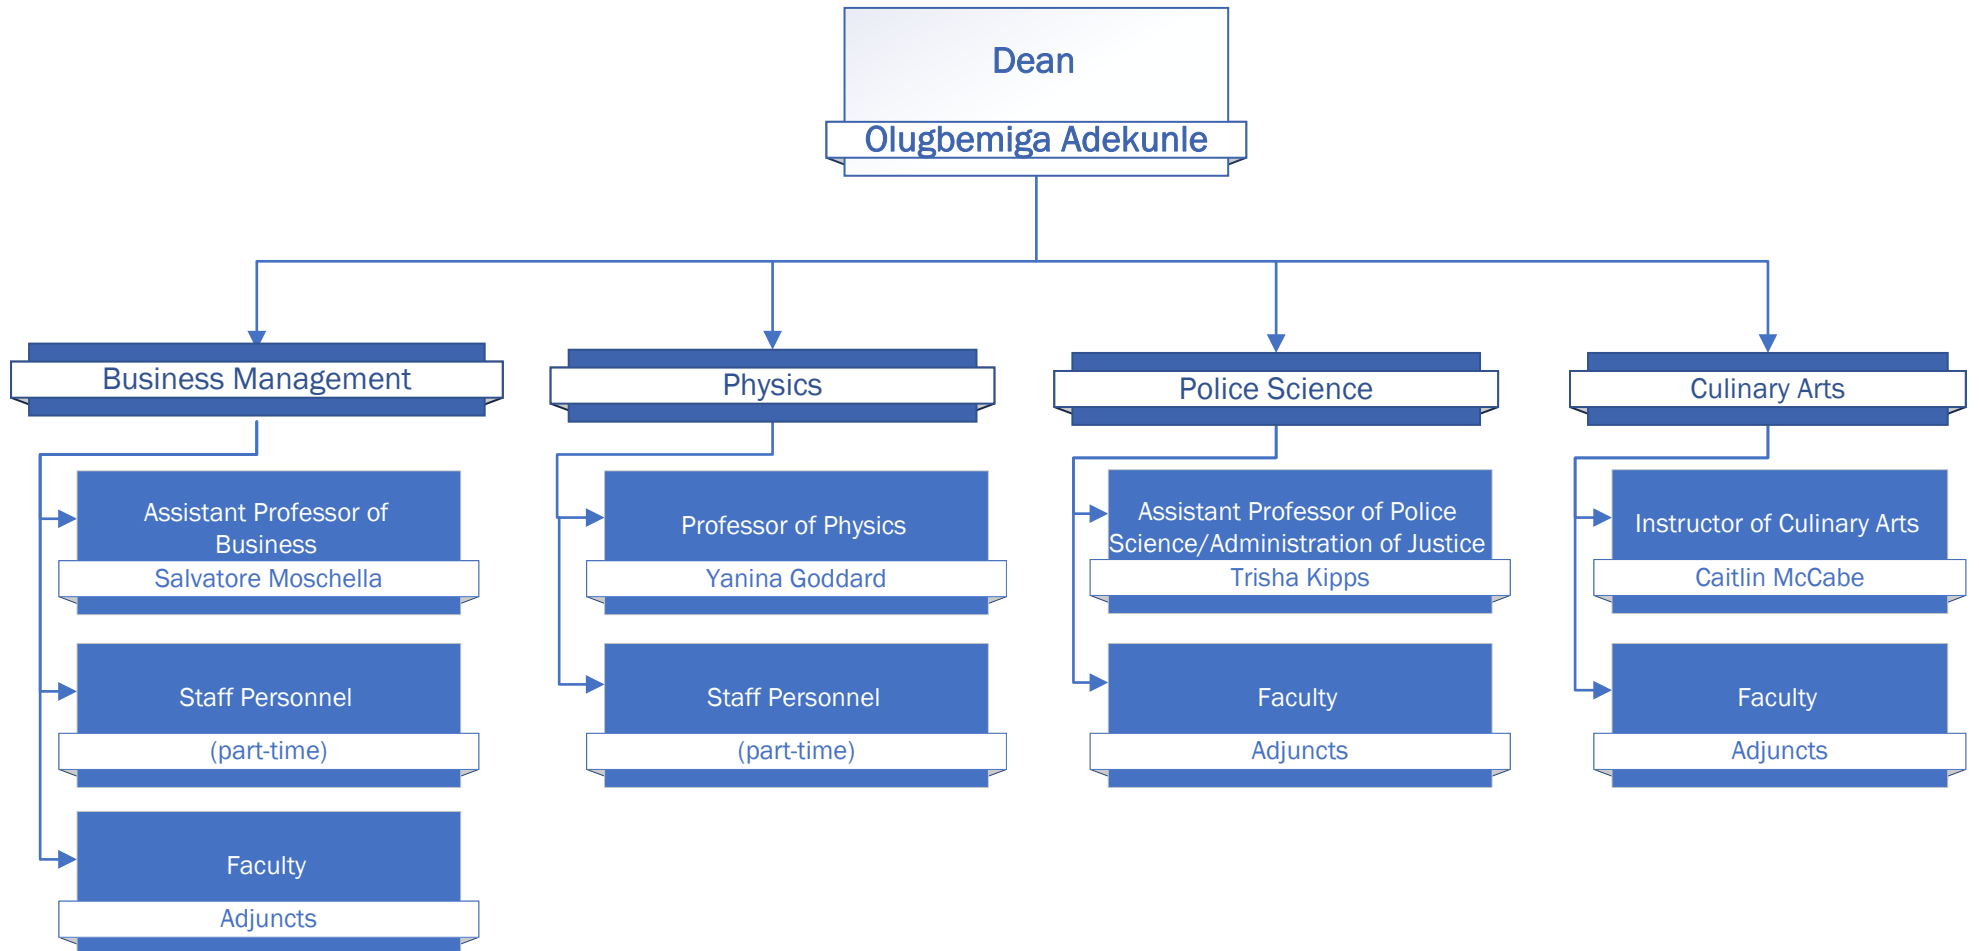 Dean
Olugbemiga Adekunle
Business Management
Physics
Police Science
Culinary Arts
Assistant Professor of
Business
Salvatore Moschella
Professor of Physics
Yanina Goddard
Assistant Professor of Police
Science/Administration of Justice
Trisha Kipps
Instructor of Culinary Arts
Caitlin McCabe
Staff Personnel
(part-time)
Staff Personnel
(part-time)
Faculty
Adjuncts
Faculty
Adjuncts
Faculty
Adjuncts